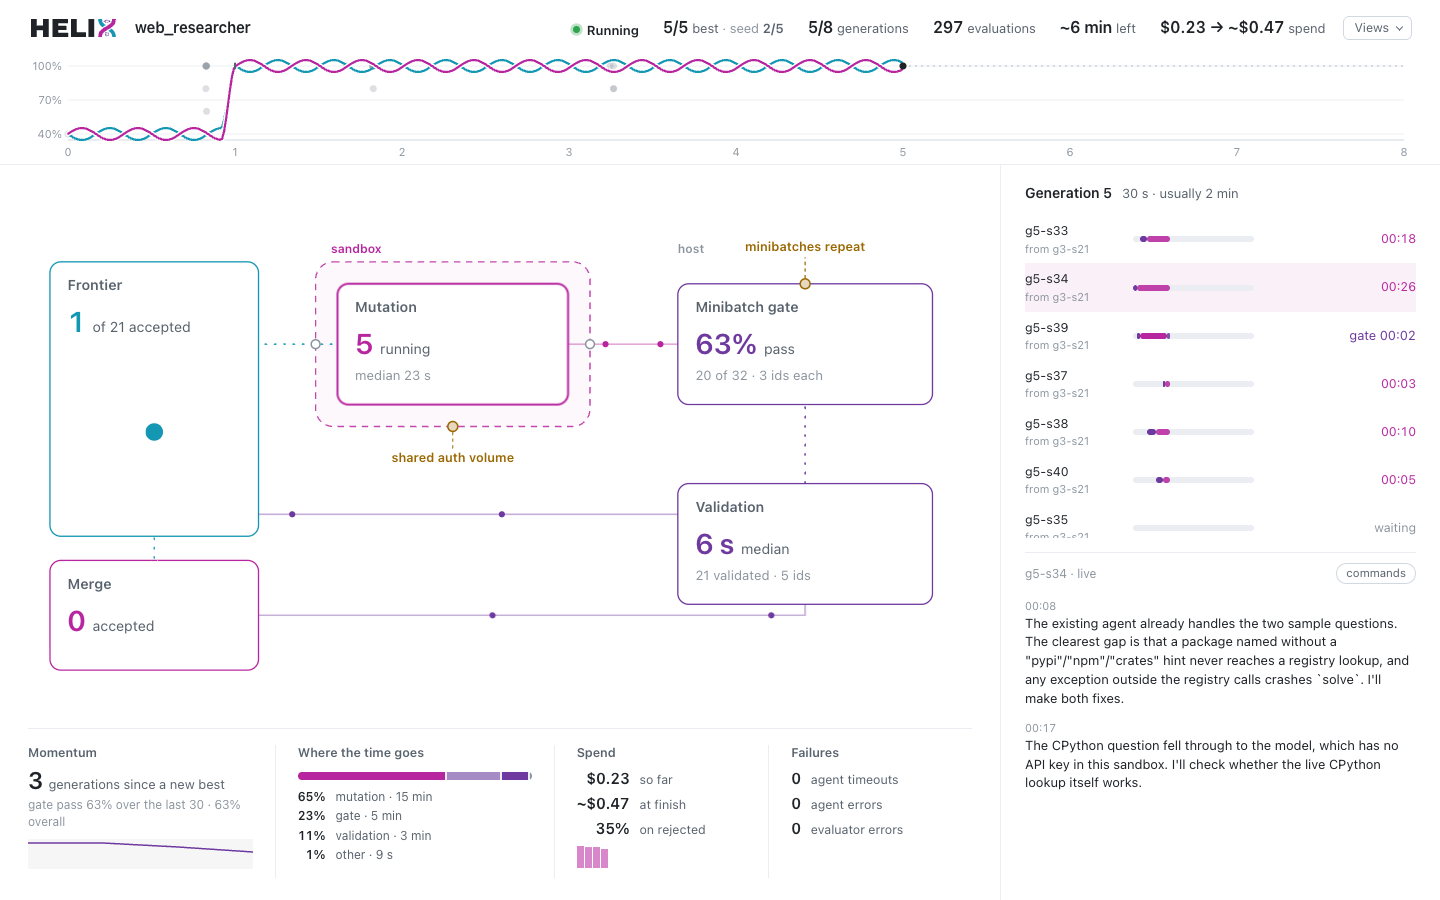 HELIX web_researcher
Running 5/5 best · seed 2/5 5/8 generations 297 evaluations ~6 min left $0.23 → ~$0.47 spend Views
100%
70%
40%
0 1 2 3 4 5 6 7 8
sandbox
host
minibatches repeat
Frontier
1 of 21 accepted
Mutation
5 running
median 23 s
Minibatch gate
63% pass
20 of 32 · 3 ids each
shared auth volume
Validation
6 s median
21 validated · 5 ids
Merge
0 accepted
Momentum
3 generations since a new best
gate pass 63% over the last 30 · 63%
overall
Where the time goes
65% mutation · 15 min
23% gate · 5 min
11% validation · 3 min
1% other · 9 s
Spend
$0.23 so far
~$0.47 at finish
35% on rejected
Failures
0 agent timeouts
0 agent errors
0 evaluator errors
Generation 5 30 s · usually 2 min
g5-s33 00:18
from g3-s21
g5-s34 00:26
from g3-s21
g5-s39 gate 00:02
from g3-s21
g5-s37 00:03
from g3-s21
g5-s38 00:10
from g3-s21
g5-s40 00:05
from g3-s21
g5-s35 waiting
from g3-s21
g5-s34 · live commands
00:08
The existing agent already handles the two sample questions.
The clearest gap is that a package named without a
"pypi"/"npm"/"crates" hint never reaches a registry lookup, and
any exception outside the registry calls crashes `solve`. I'll
make both fixes.
00:17
The CPython question fell through to the model, which has no
API key in this sandbox. I'll check whether the live CPython
lookup itself works.